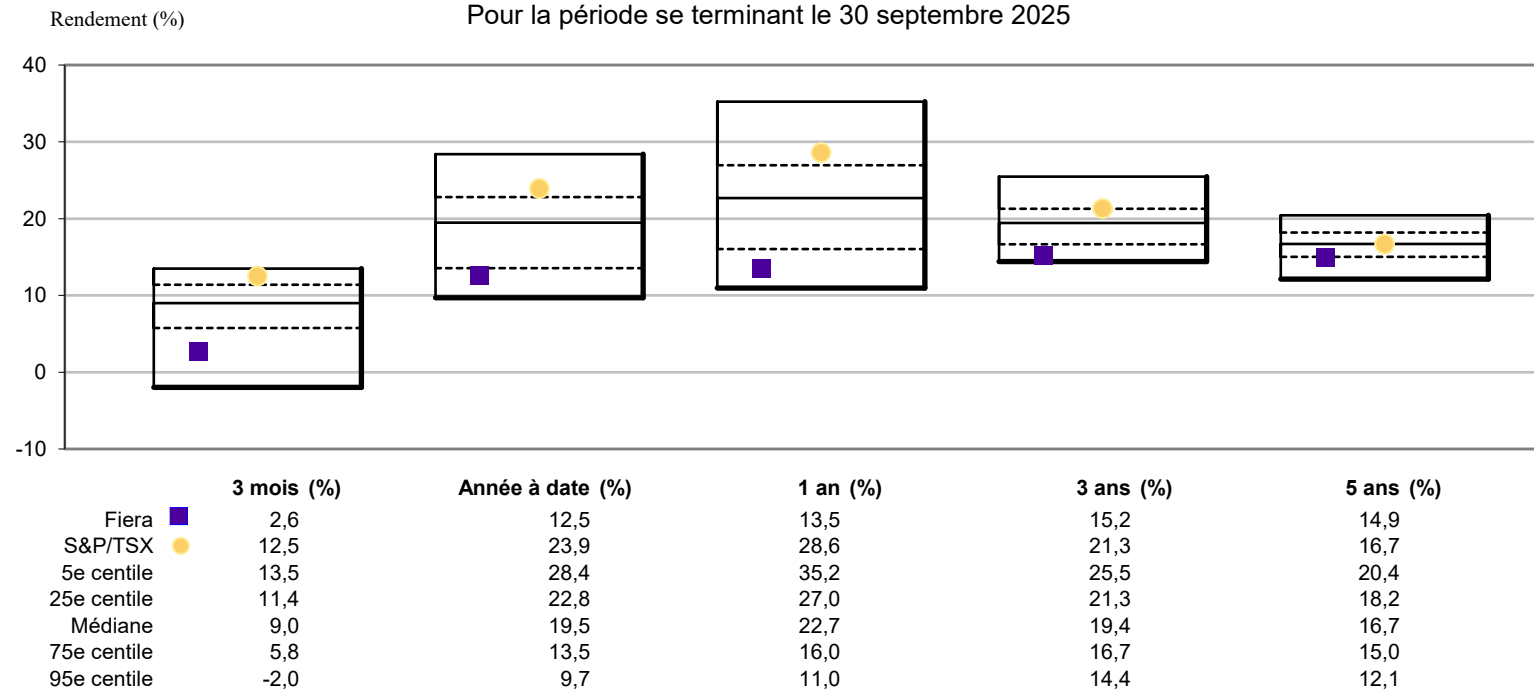 Rendement (%)
Pour la période se terminant le 30 septembre 2025
40
30
20
10
0
-10
3 mois (%) Année à date (%) 1 an (%) 3 ans (%) 5 ans (%)
Fiera 2,6 12,5 13,5 15,2 14,9
S&P/TSX 12,5 23,9 28,6 21,3 16,7
5e centile 13,5 28,4 35,2 25,5 20,4
25e centile 11,4 22,8 27,0 21,3 18,2
Médiane 9,0 19,5 22,7 19,4 16,7
75e centile 5,8 13,5 16,0 16,7 15,0
95e centile -2,0 9,7 11,0 14,4 12,1